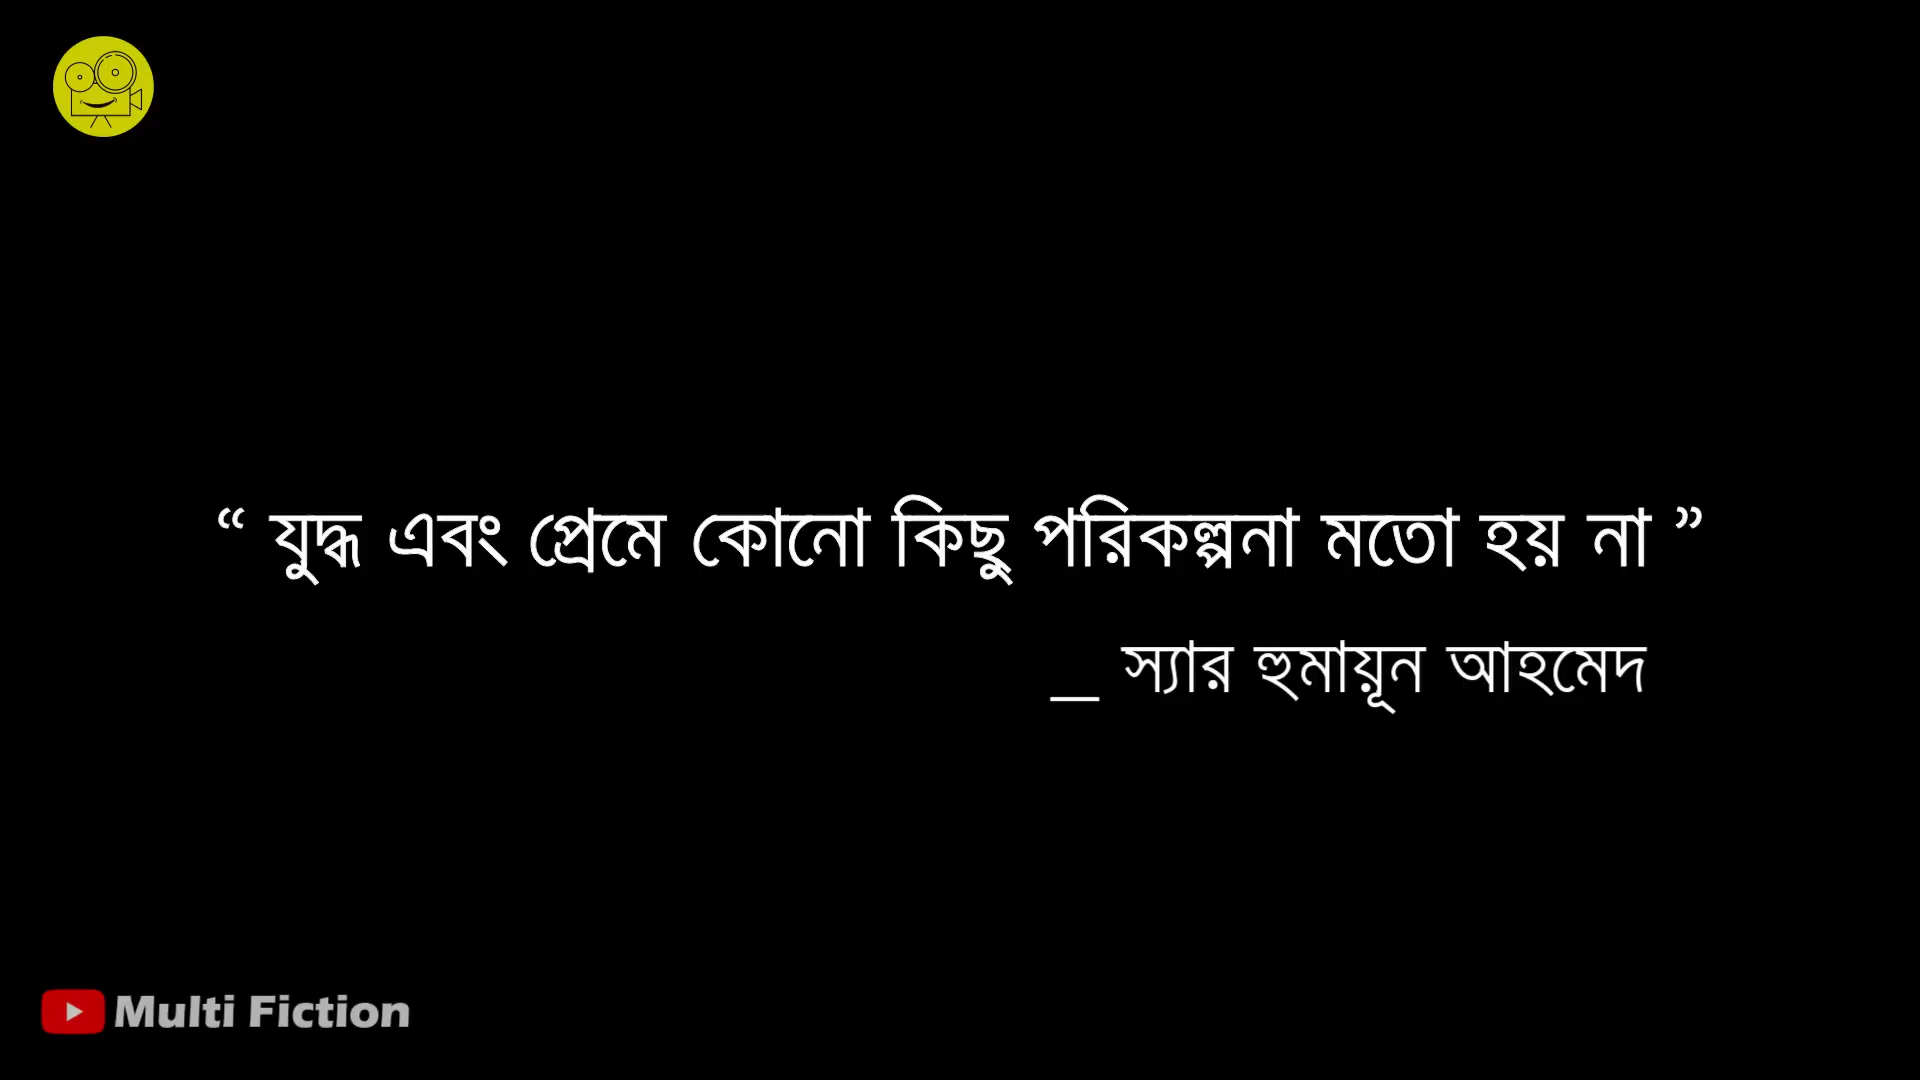 “ যুদ্ধ এবং প্রেমে কোনো কিছু পরিকল্পনা মতো হয় না ”
_ স্যার হুমায়ূন আহমেদ
Multi Fiction